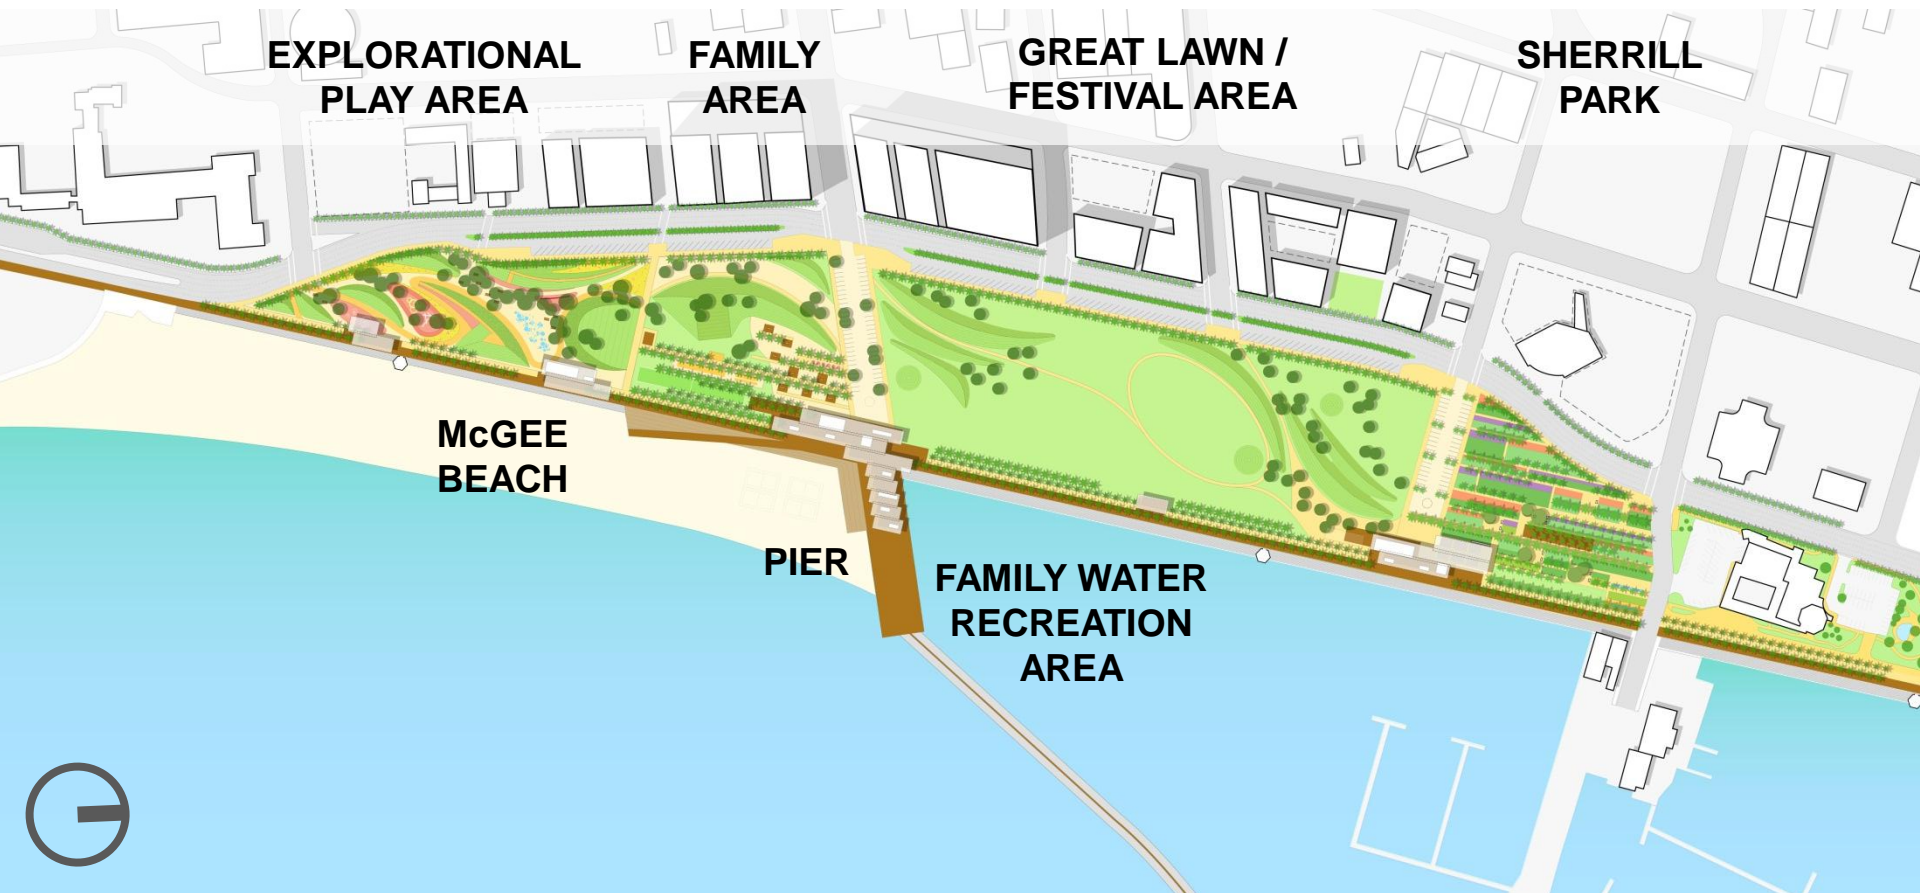 EXPLORATIONAL
PLAY AREA
FAMILY
AREA
GREAT LAWN /
FESTIVAL AREA
SHERRILL
PARK
McGEE
BEACH
PIER
FAMILY WATER
RECREATION
AREA